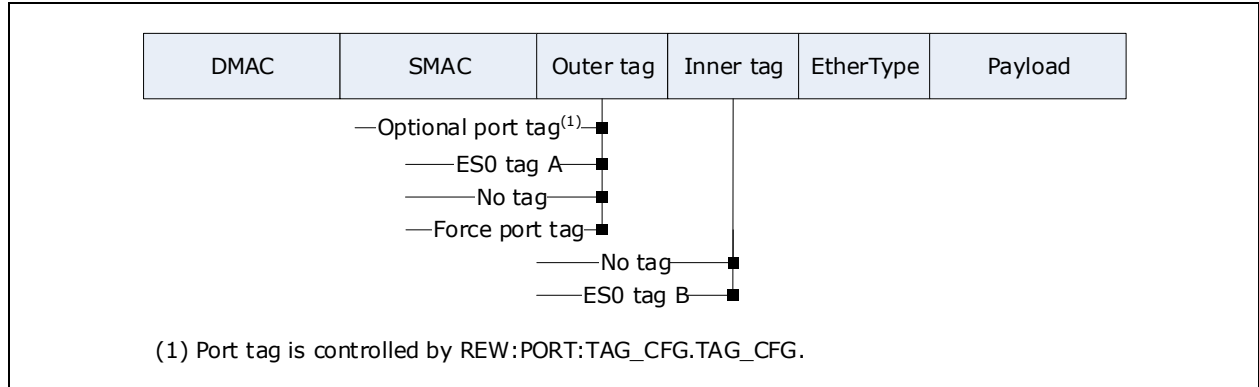 DMAC SMAC Outer tag Inner tag EtherType Payload
Optional port tag(1)
ES0 tag A
No tag
Force port tag
No tag
ES0 tag B
(1) Port tag is controlled by REW:PORT:TAG_CFG.TAG_CFG.